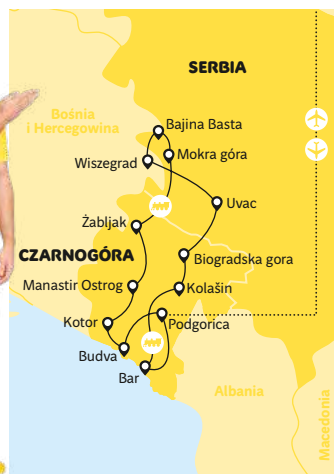 SERBIA
Bośnia
i Hercegowina
Bajina Basta
Mokra góra
Wiszegrad
Uvac
Żabljak
CZARNOGÓRA
Biogradska gora
Manastir Ostrog
Kolašin
Kotor
Podgorica
Budva
Bar
Albania
Macedonia